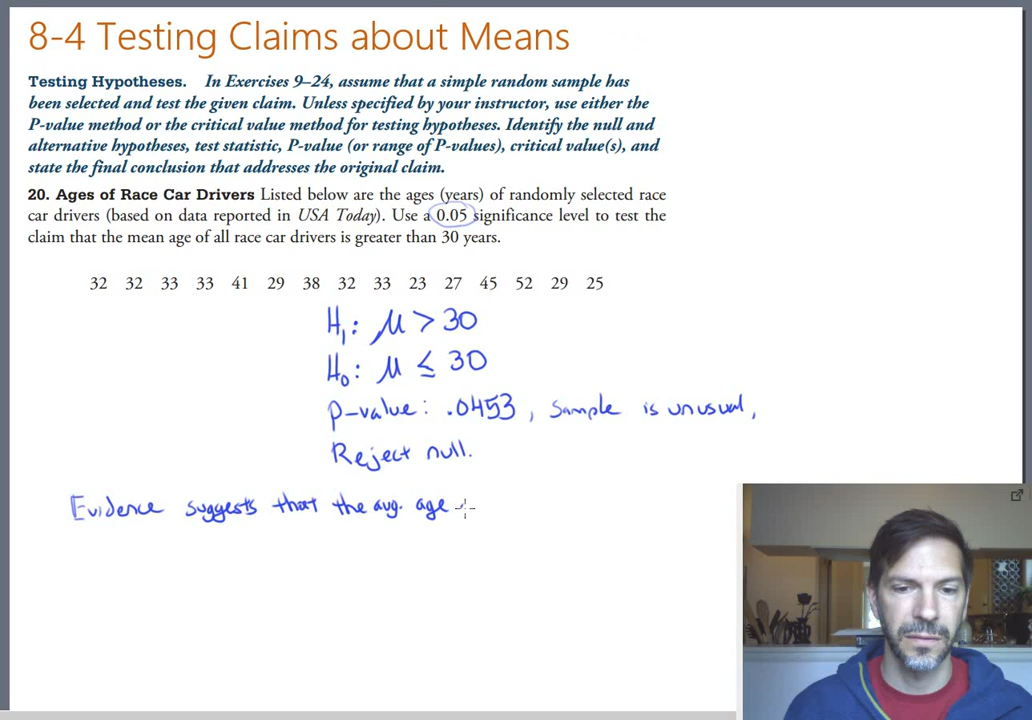 8-4 Testing Claims about Means
Testing Hypotheses. In Exercises 9–24, assume that a simple random sample has
been selected and test the given claim. Unless specified by your instructor, use either the
P-value method or the critical value method for testing hypotheses. Identify the null and
alternative hypotheses, test statistic, P-value (or range of P-values), critical value(s), and
state the final conclusion that addresses the original claim.
20. Ages of Race Car Drivers Listed below are the ages (years) of randomly selected race
car drivers (based on data reported in USA Today). Use a 0.05 significance level to test the
claim that the mean age of all race car drivers is greater than 30 years.
32 32 33 33 41 29 38 32 33 23 27 45 52 29 25
H₁: μ > 30
H₀: μ ≤ 30
P-value: .0453, Sample is unusual,
Reject null.
Evidence suggests that the avg. age